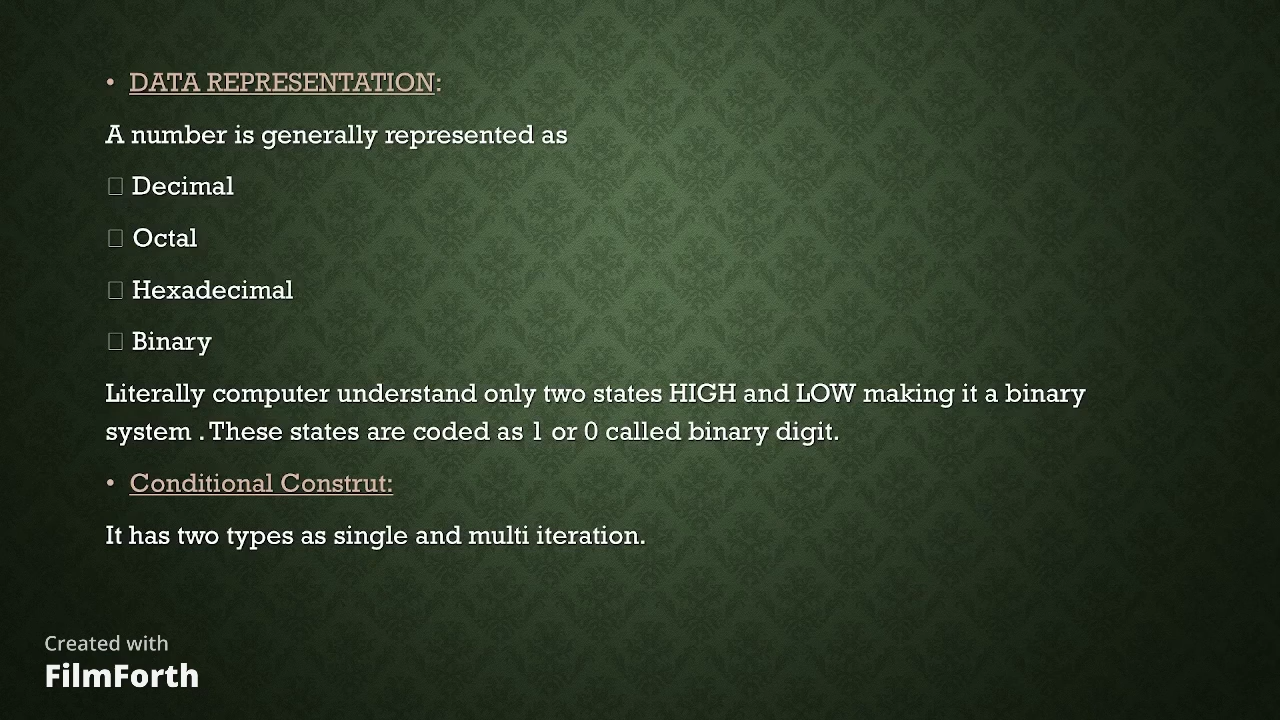 • DATA REPRESENTATION:
A number is generally represented as
□ Decimal
□ Octal
□ Hexadecimal
□ Binary
Literally computer understand only two states HIGH and LOW making it a binary
system . These states are coded as 1 or 0 called binary digit.
• Conditional Construt:
It has two types as single and multi iteration.
Created with
FilmForth